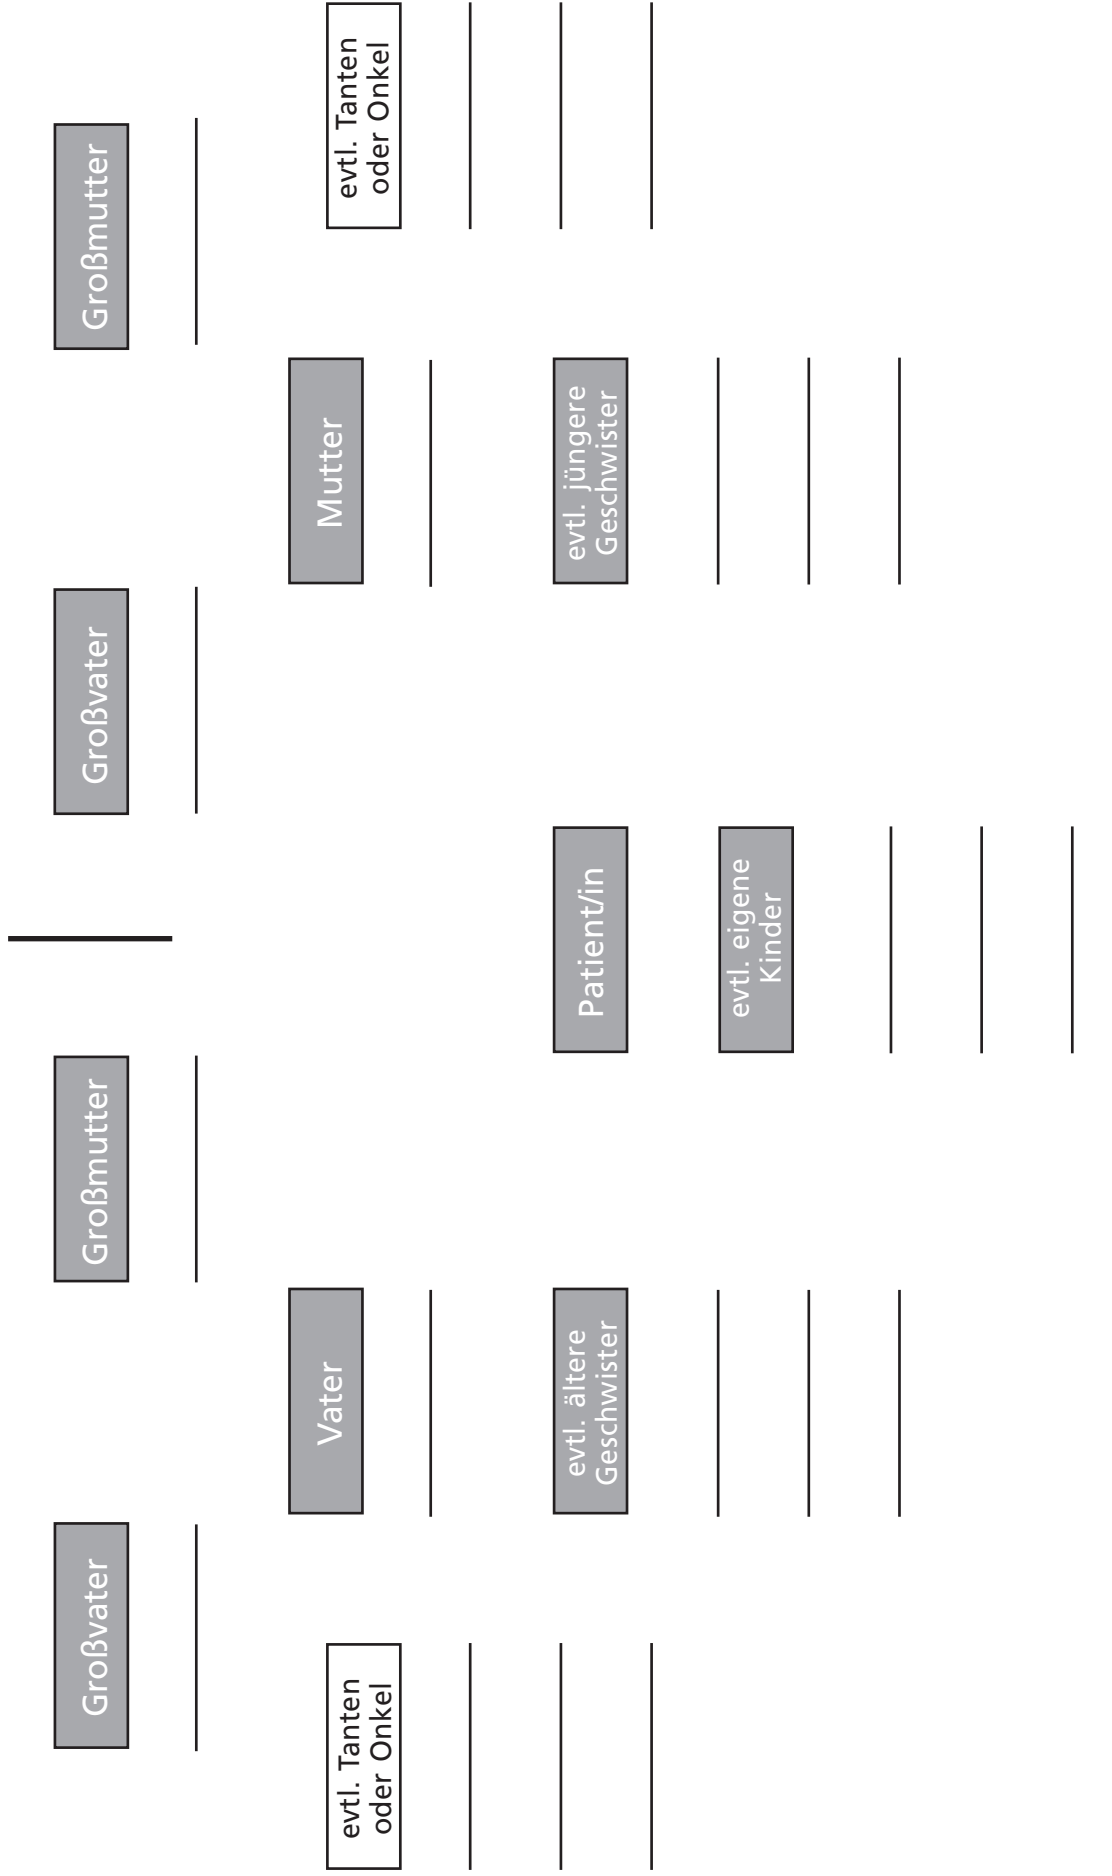 Großvater
Großmutter
Großvater
Großmutter
Vater
Mutter
evtl. Tanten
oder Onkel
evtl. Tanten
oder Onkel
evtl. ältere
Geschwister
Patient/in
evtl. jüngere
Geschwister
evtl. eigene
Kinder